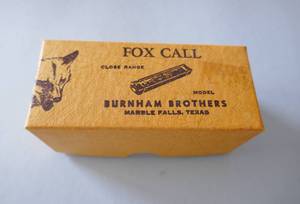 FOX CALL
CLOSE RANGE
MODEL
BURNHAM BROTHERS
MARBLE FALLS, TEXAS